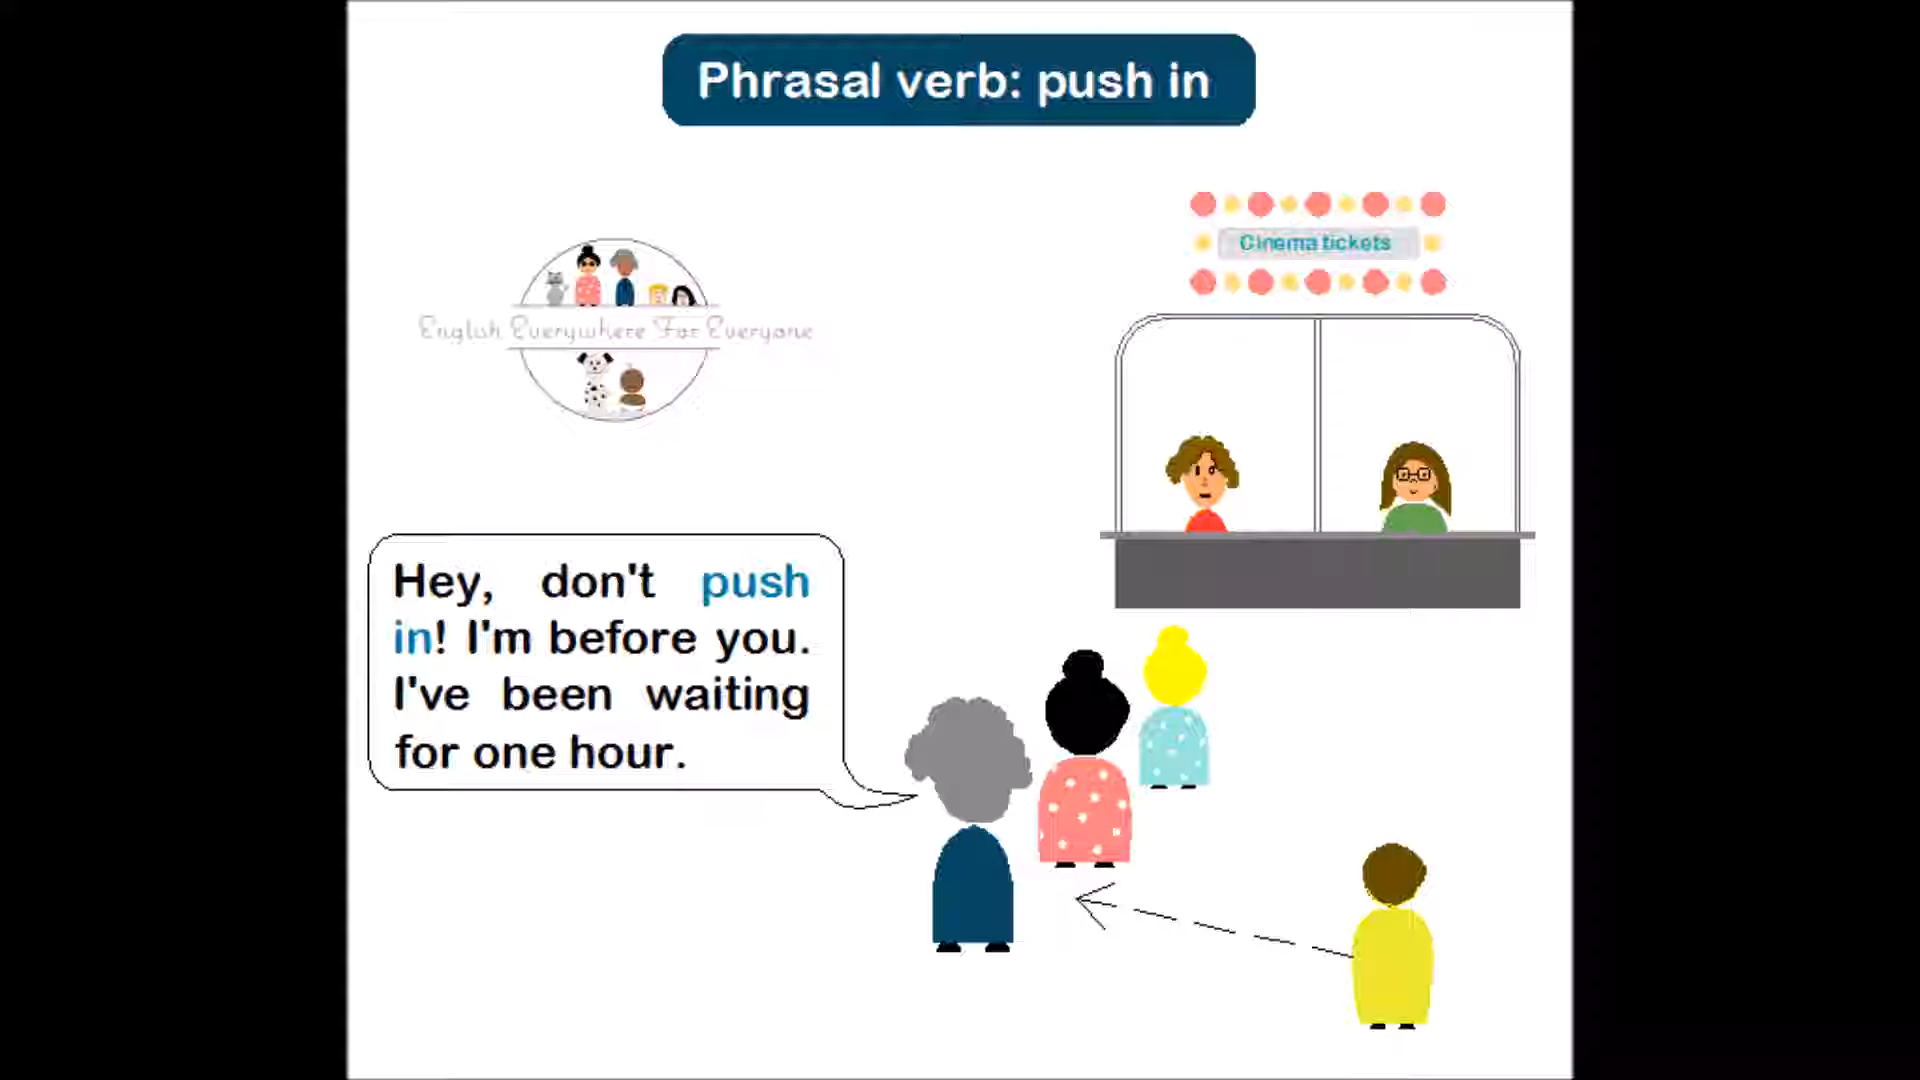 Phrasal verb: push in
Cinema tickets
English Everywhere For Everyone
Hey, don't push
in! I'm before you.
I've been waiting
for one hour.